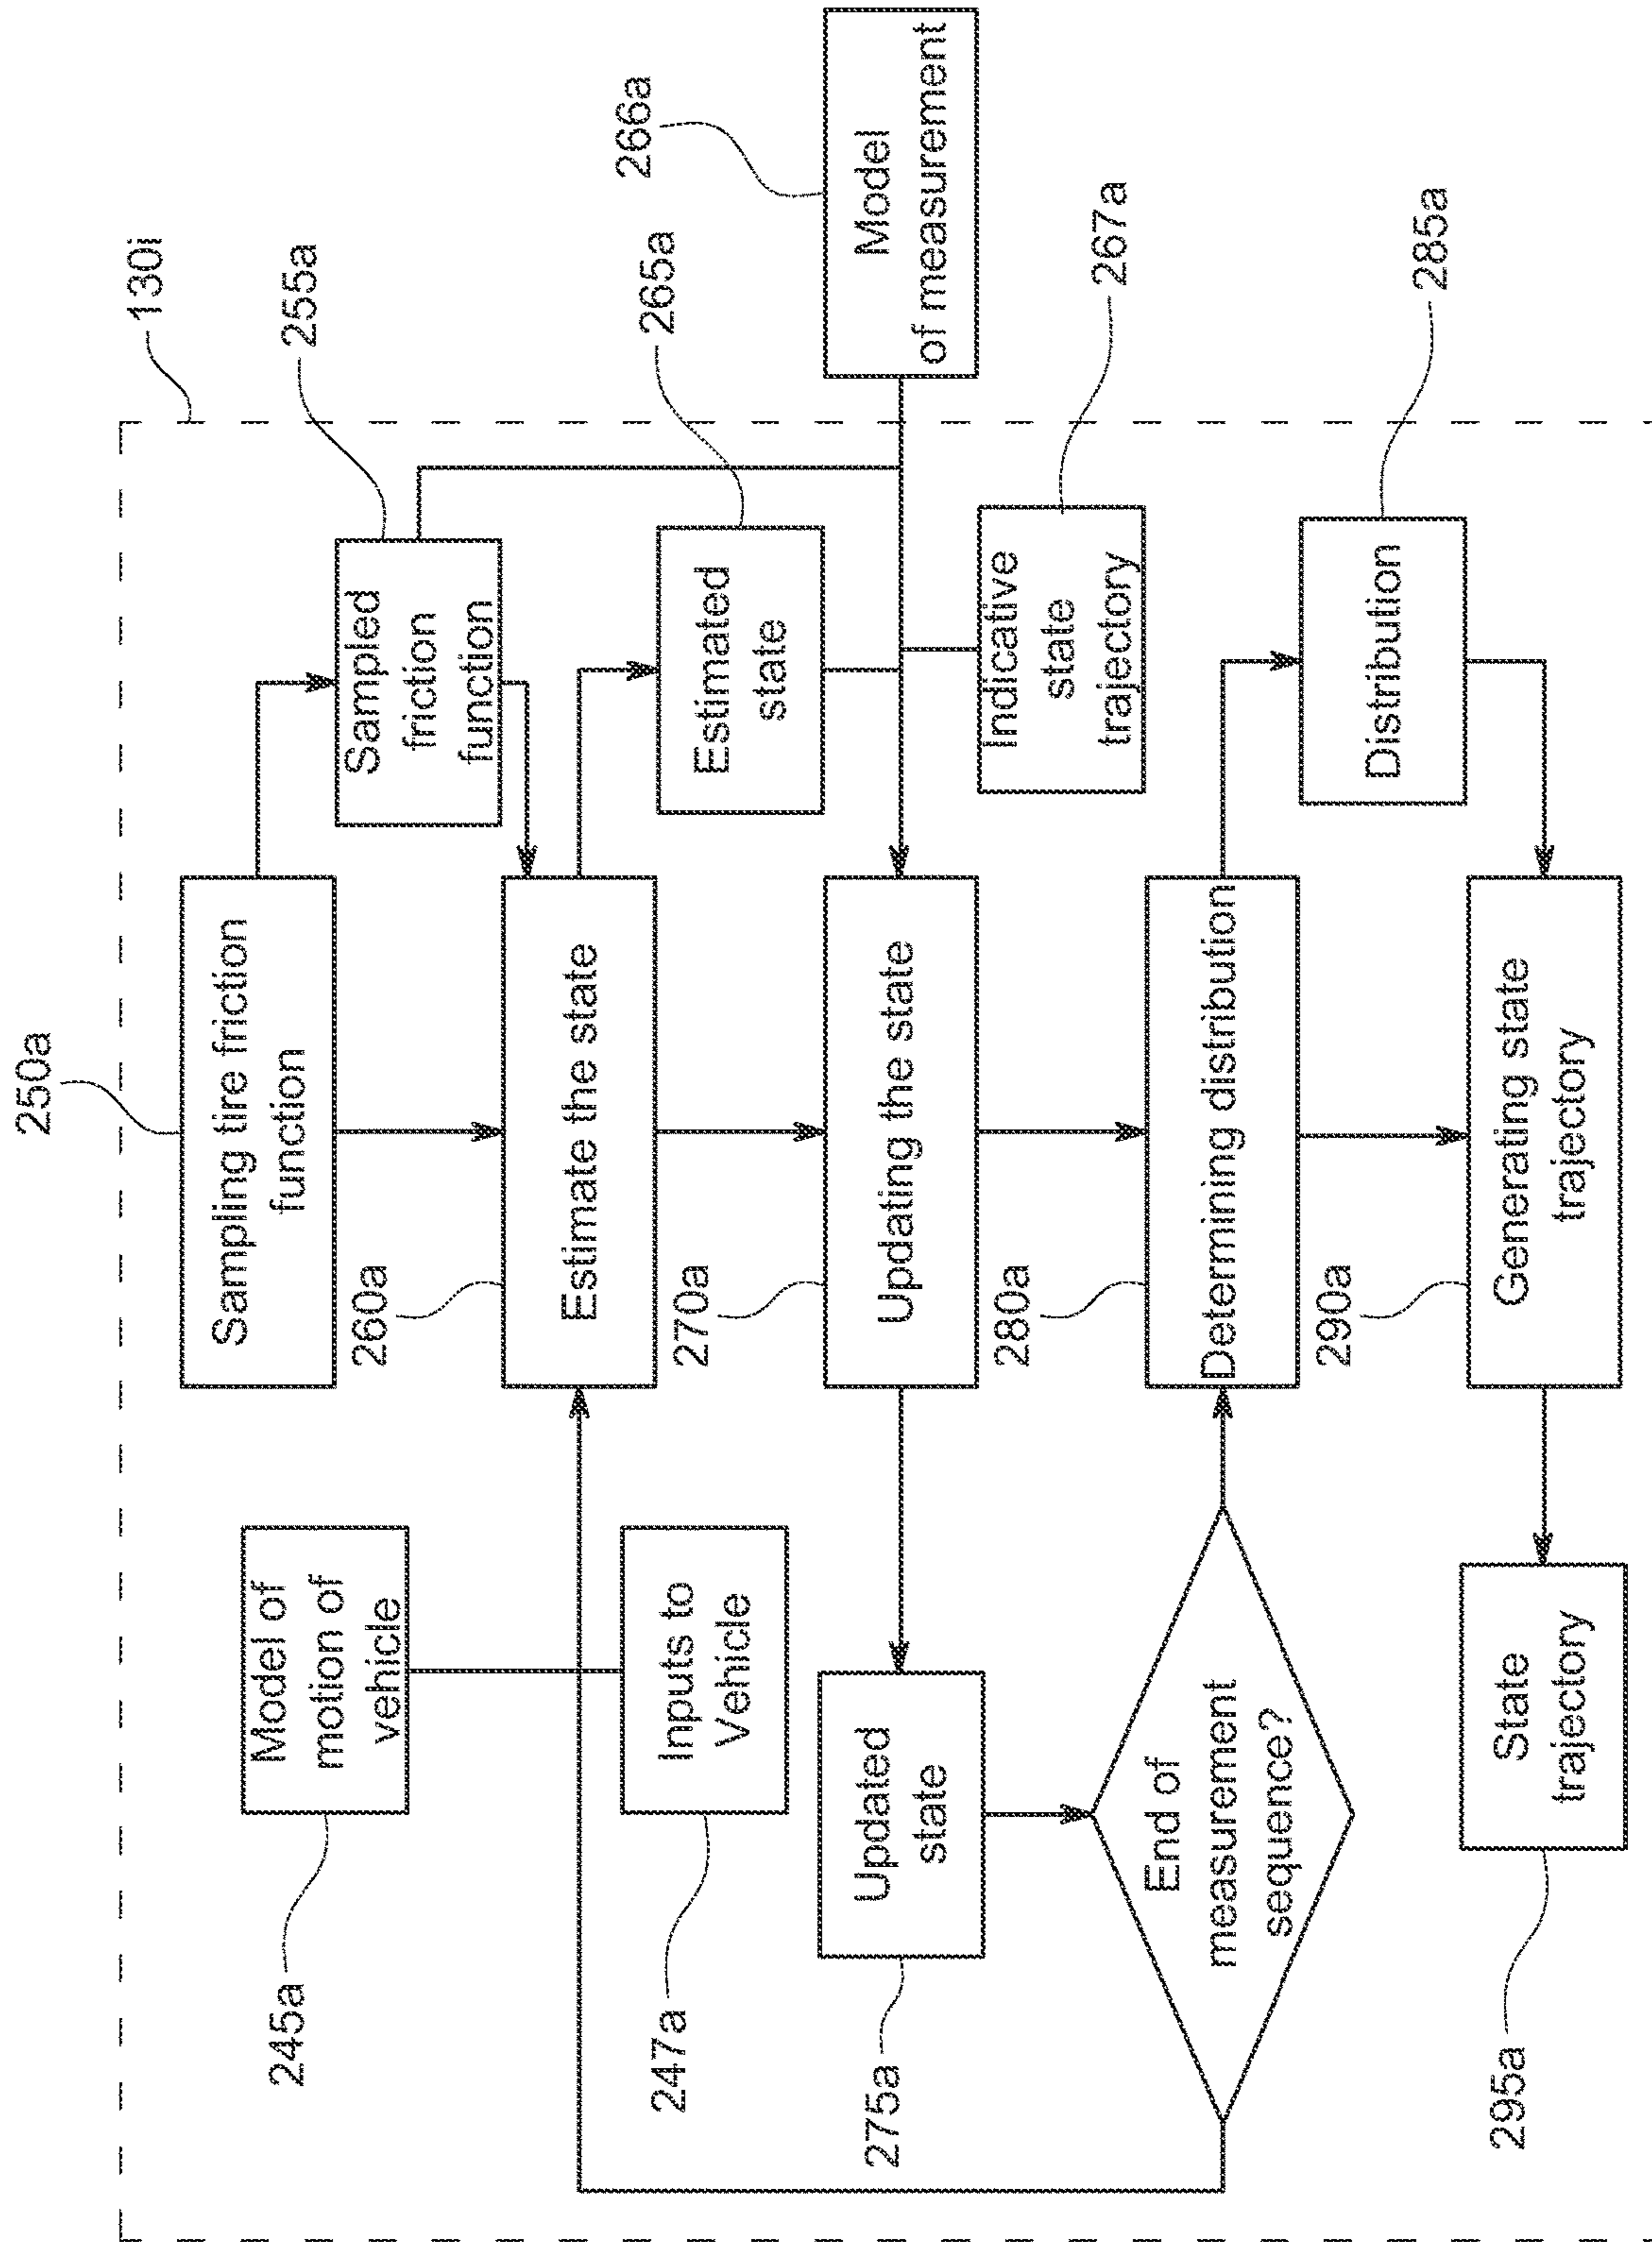 250a
130i
Sampling tire friction
function
255a
Sampled
friction
function
245a
Model of
motion of
vehicle
260a
Estimate the state
265a
Estimated
state
266a
Model
of measurement
247a
Inputs to
Vehicle
270a
Updating the state
267a
Indicative
state
trajectory
275a
Updated
state
280a
Determining distribution
285a
Distribution
End of
measurement
sequence?
290a
Generating state
trajectory
295a
State
trajectory